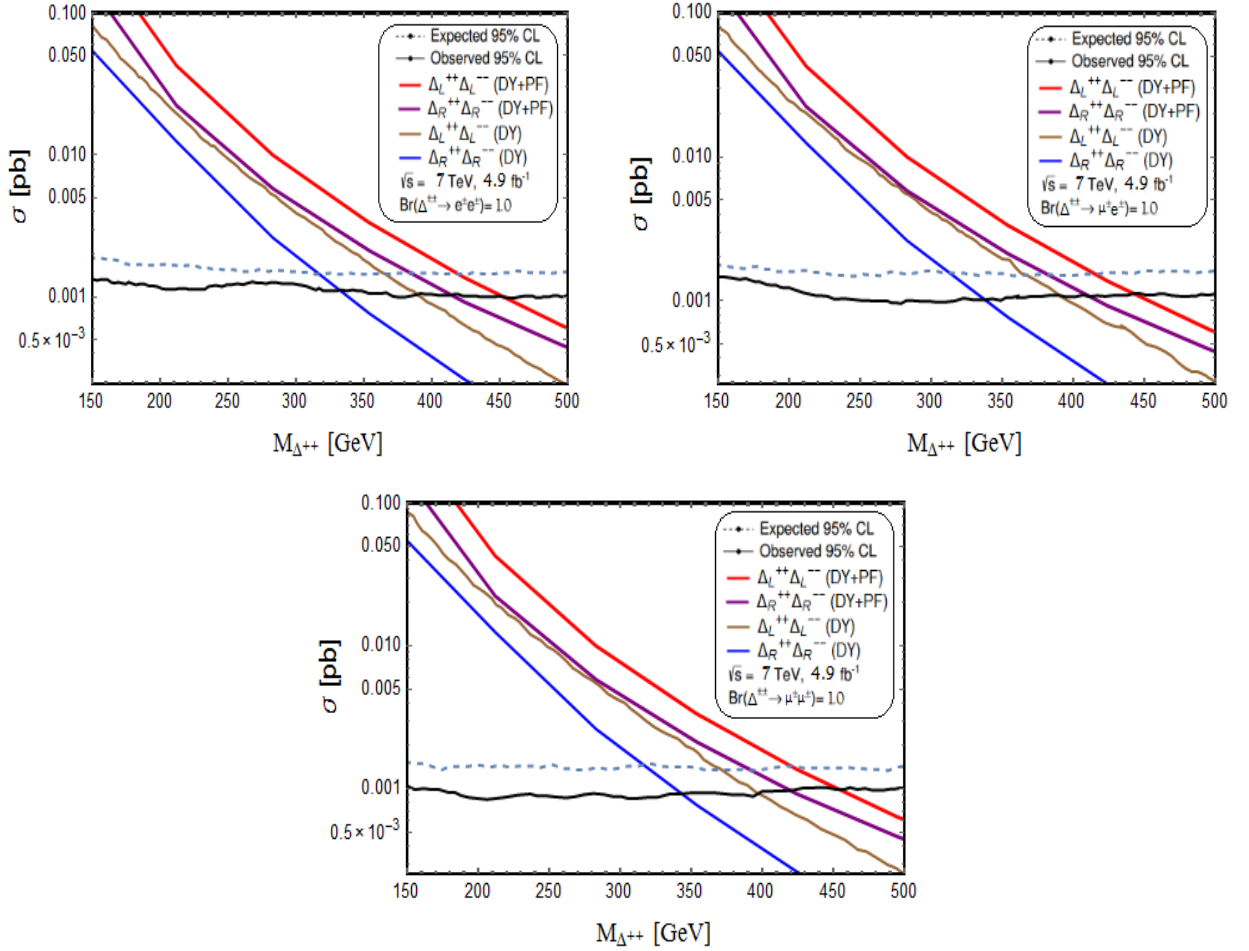 0.100
0.050
0.010
0.005
0.001
0.5 × 10⁻³
σ [pb]
150 200 250 300 350 400 450 500
M_Δ⁺⁺ [GeV]
Expected 95% CL
Observed 95% CL
Δ_L⁺⁺Δ_L⁻⁻ (DY+PF)
Δ_R⁺⁺Δ_R⁻⁻ (DY+PF)
Δ_L⁺⁺Δ_L⁻⁻ (DY)
Δ_R⁺⁺Δ_R⁻⁻ (DY)
√s = 7 TeV, 4.9 fb⁻¹
Br(Δ^±± → e^±e^±) = 1.0
0.100
0.050
0.010
0.005
0.001
0.5 × 10⁻³
σ [pb]
150 200 250 300 350 400 450 500
M_Δ⁺⁺ [GeV]
Expected 95% CL
Observed 95% CL
Δ_L⁺⁺Δ_L⁻⁻ (DY+PF)
Δ_R⁺⁺Δ_R⁻⁻ (DY+PF)
Δ_L⁺⁺Δ_L⁻⁻ (DY)
Δ_R⁺⁺Δ_R⁻⁻ (DY)
√s = 7 TeV, 4.9 fb⁻¹
Br(Δ^±± → μ^±e^±) = 1.0
0.100
0.050
0.010
0.005
0.001
0.5 × 10⁻³
σ [pb]
150 200 250 300 350 400 450 500
M_Δ⁺⁺ [GeV]
Expected 95% CL
Observed 95% CL
Δ_L⁺⁺Δ_L⁻⁻ (DY+PF)
Δ_R⁺⁺Δ_R⁻⁻ (DY+PF)
Δ_L⁺⁺Δ_L⁻⁻ (DY)
Δ_R⁺⁺Δ_R⁻⁻ (DY)
√s = 7 TeV, 4.9 fb⁻¹
Br(Δ^±± → μ^±μ^±) = 1.0